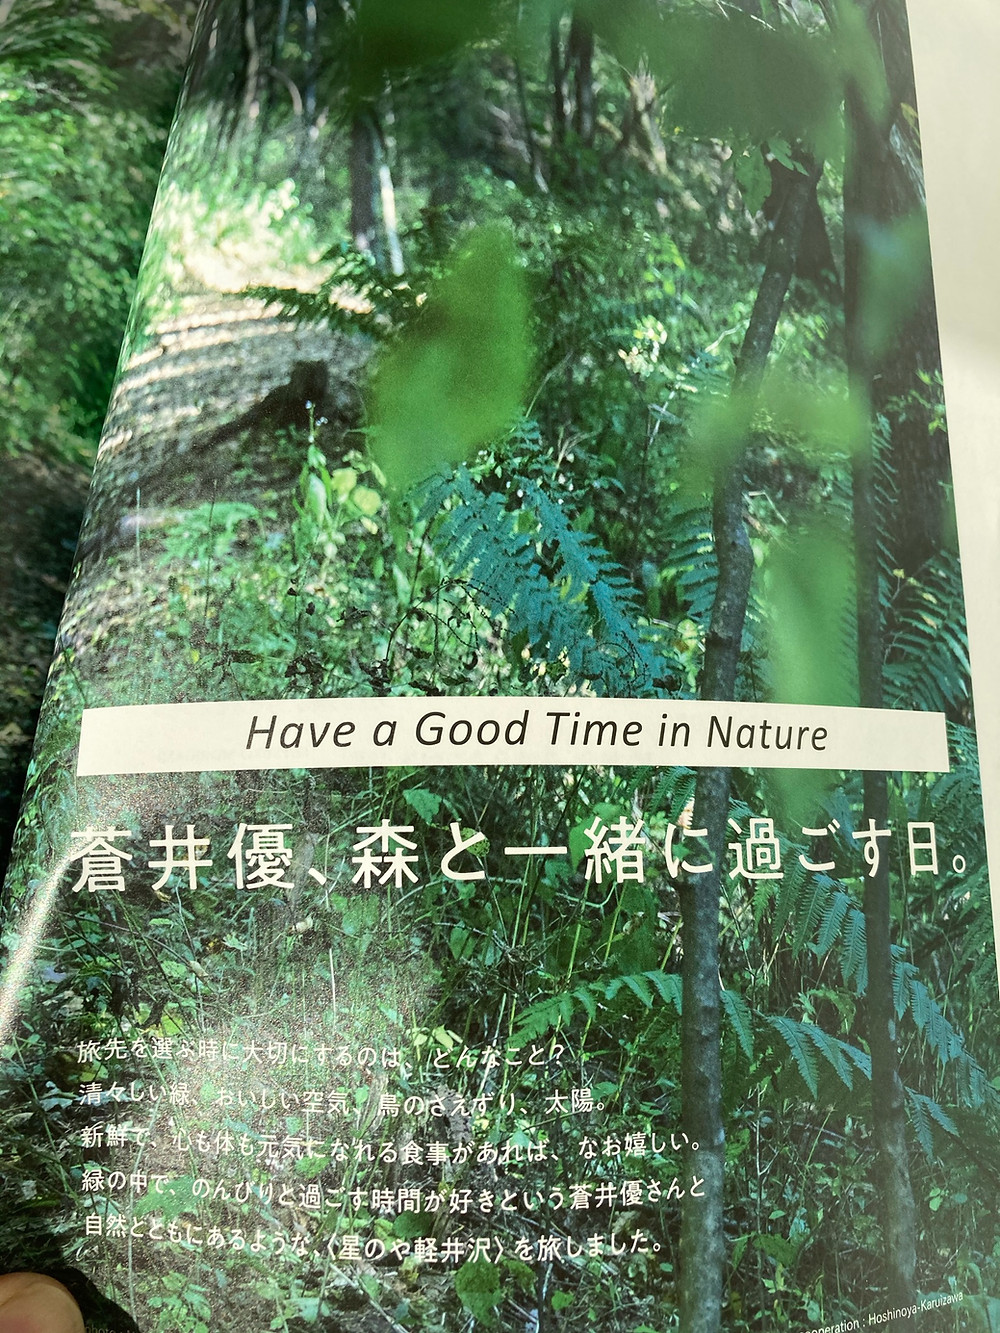 Have a Good Time in Nature
蒼井優、森と一緒に過ごす日。
旅先を選ぶ時に大切にするのは、どんなこと？
清々しい緑、おいしい空気、鳥のさえずり、太陽。
新鮮で、心も体も元気になれる食事があれば、なお嬉しい。
緑の中で、のんびりと過ごす時間が好きという蒼井優さんと
自然とともにあるような、〈星のや軽井沢〉を旅しました。
: Hoshinoya-Karuizawa